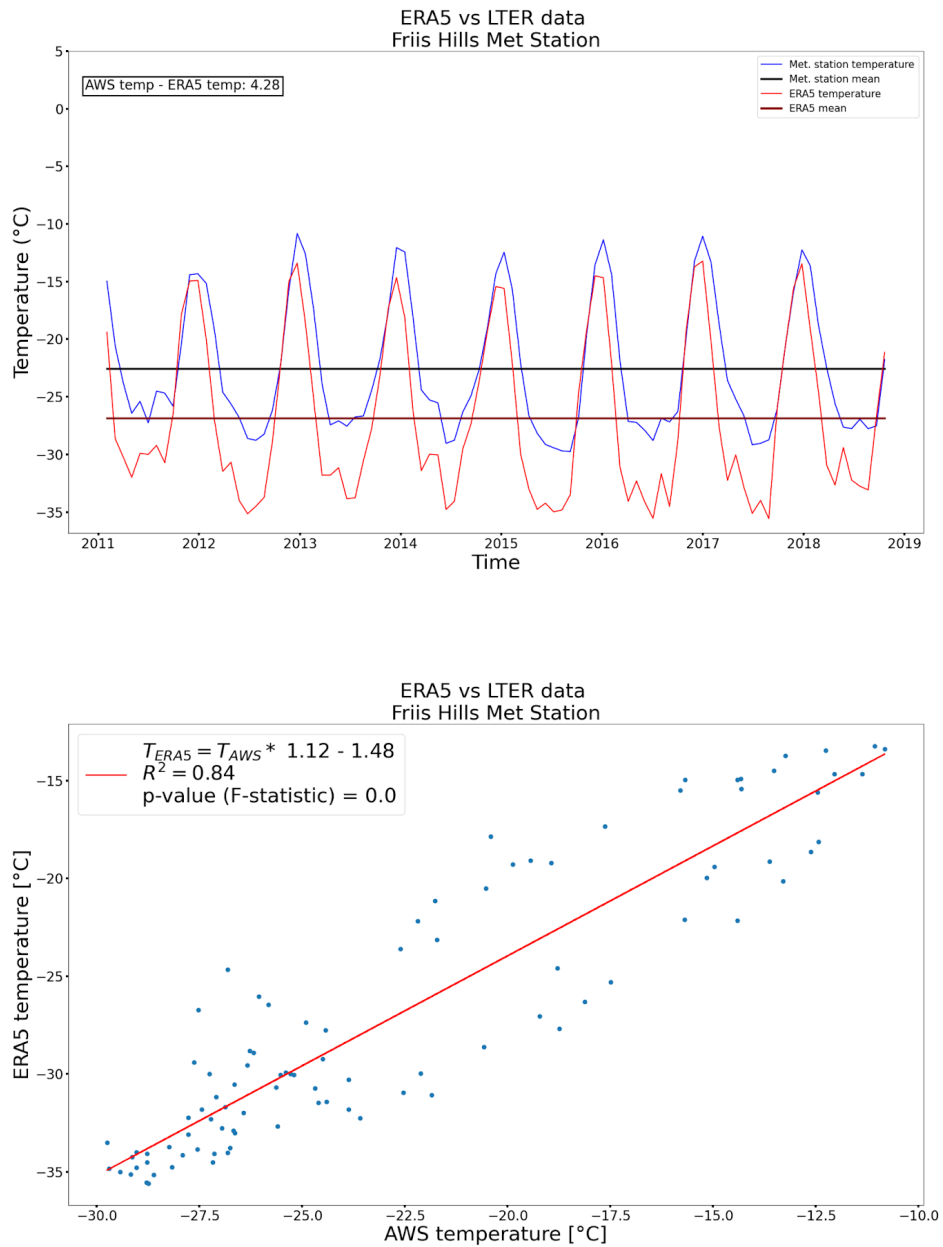 ERA5 vs LTER data
Friis Hills Met Station
AWS temp - ERA5 temp: 4.28
Met. station temperature
Met. station mean
ERA5 temperature
ERA5 mean
Temperature (°C)
5
0
−5
−10
−15
−20
−25
−30
−35
2011 2012 2013 2014 2015 2016 2017 2018 2019
Time
ERA5 vs LTER data
Friis Hills Met Station
T_ERA5 = T_AWS * 1.12 - 1.48
R² = 0.84
p-value (F-statistic) = 0.0
ERA5 temperature [°C]
−15
−20
−25
−30
−35
−30.0 −27.5 −25.0 −22.5 −20.0 −17.5 −15.0 −12.5 −10.0
AWS temperature [°C]